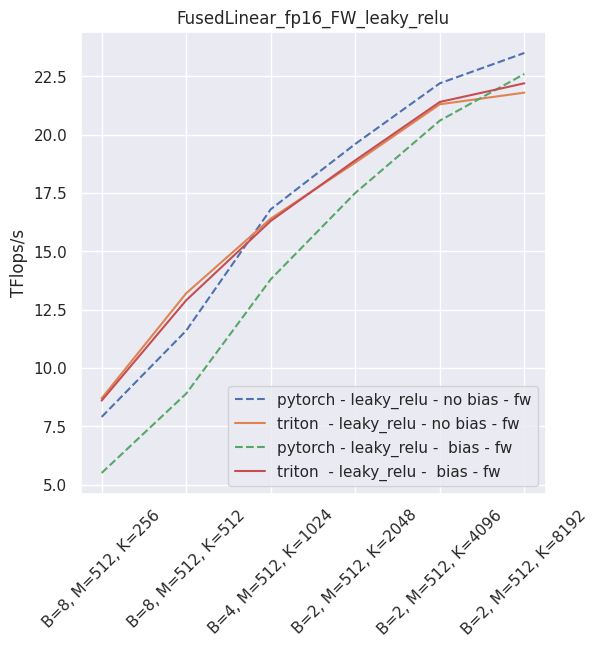 FusedLinear_fp16_FW_leaky_relu
TFlops/s
22.5
20.0
17.5
15.0
12.5
10.0
7.5
5.0
pytorch - leaky_relu - no bias - fw
triton  - leaky_relu - no bias - fw
pytorch - leaky_relu -  bias - fw
triton  - leaky_relu -  bias - fw
B=8, M=512, K=256
B=8, M=512, K=512
B=4, M=512, K=1024
B=2, M=512, K=2048
B=2, M=512, K=4096
B=2, M=512, K=8192